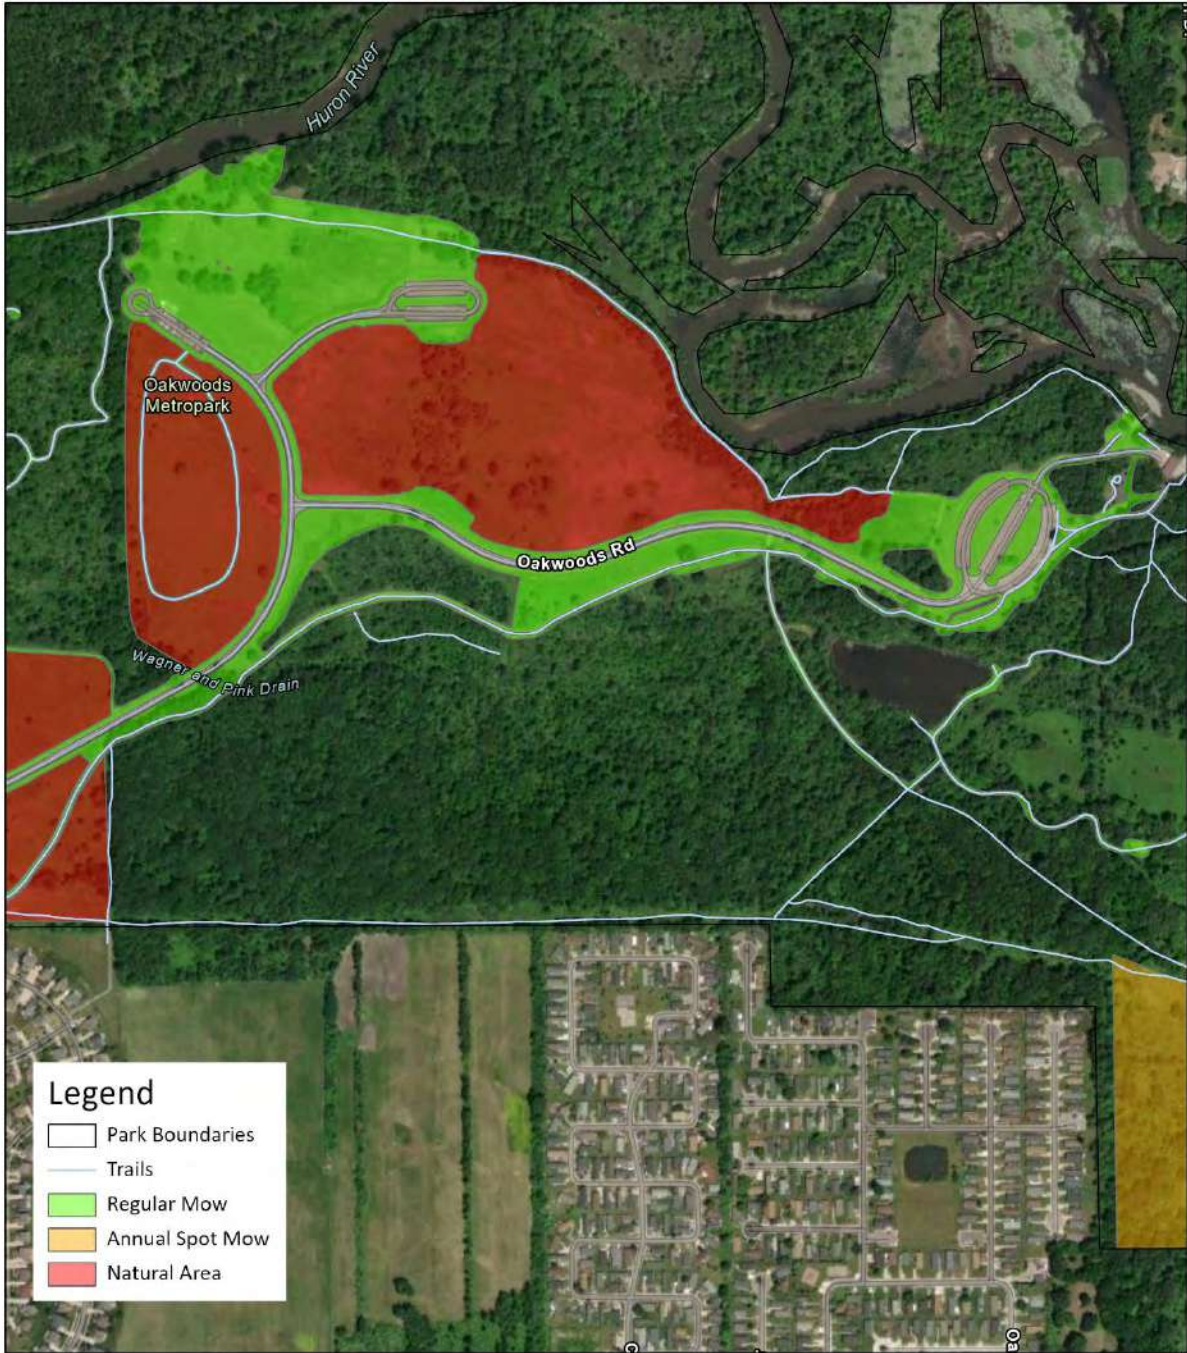 Huron River
Oakwoods
Metropark
Oakwoods Rd
Wagner and Pink Drain
Legend
Park Boundaries
Trails
Regular Mow
Annual Spot Mow
Natural Area
Oa